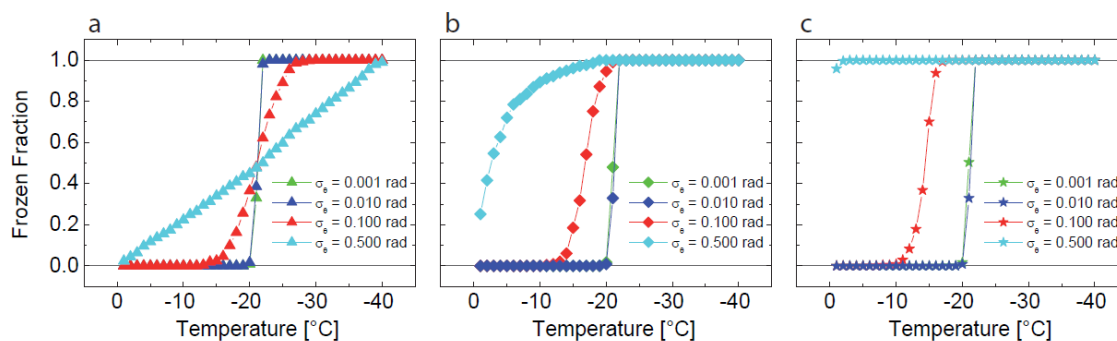 a
b
c
Frozen Fraction
1.0
0.8
0.6
0.4
0.2
0.0
σθ = 0.001 rad
σθ = 0.010 rad
σθ = 0.100 rad
σθ = 0.500 rad
σθ = 0.001 rad
σθ = 0.010 rad
σθ = 0.100 rad
σθ = 0.500 rad
σθ = 0.001 rad
σθ = 0.010 rad
σθ = 0.100 rad
σθ = 0.500 rad
0 -10 -20 -30 -40
0 -10 -20 -30 -40
0 -10 -20 -30 -40
Temperature [°C]
Temperature [°C]
Temperature [°C]